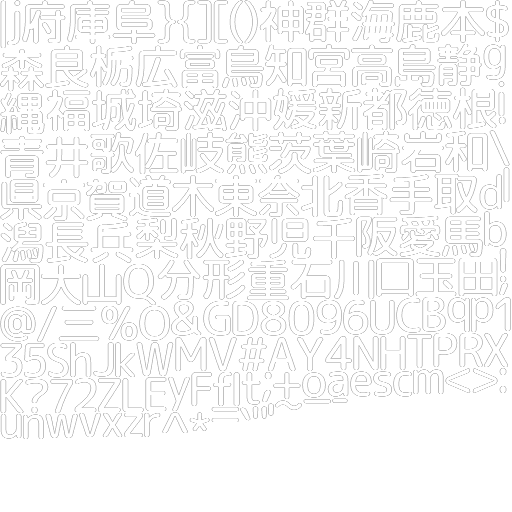 |j府庫阜}{][()神群海鹿本$
森良栃広富鳥知宮高島静g
縄福城埼滋沖媛新都徳根!
青井歌佐岐熊茨葉崎岩和\
県京賀道木東奈北香手取d
潟長兵梨秋野児千阪愛馬b
岡大山Q分形重石川口玉田;
@/三%O&GD8096UCBqp1
35ShJkWMV#AY4NHTPRX
K?72ZLEyFfIt;+oaescm<>:
unwvxzr^*=-`"',~_